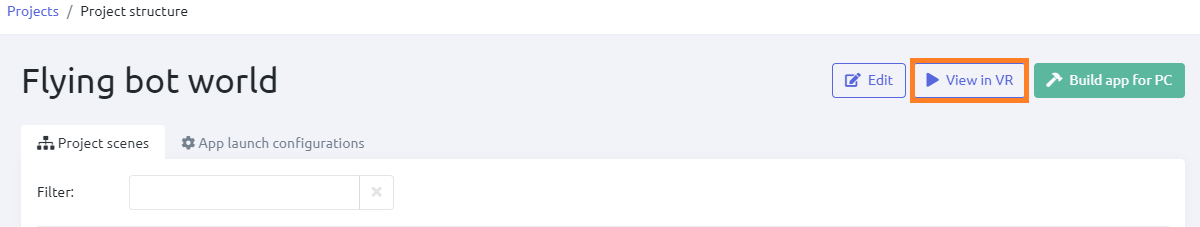 Projects / Project structure
Flying bot world
Edit
View in VR
Build app for PC
Project scenes
App launch configurations
Filter: